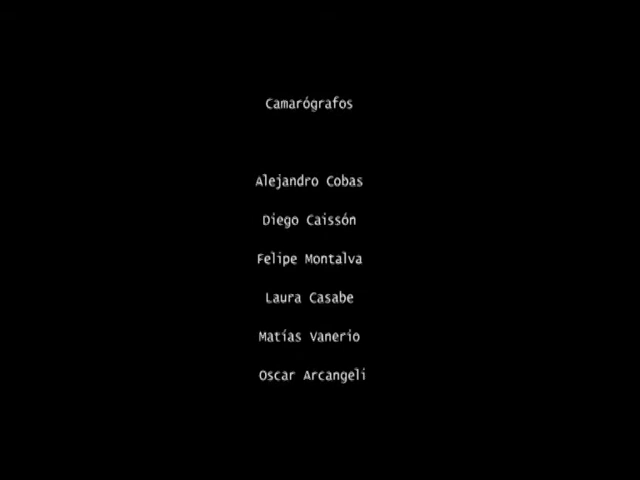 Camarógrafos
Alejandro Cobas
Diego Caissón
Felipe Montalva
Laura Casabe
Matías Vanerio
Oscar Arcangeli